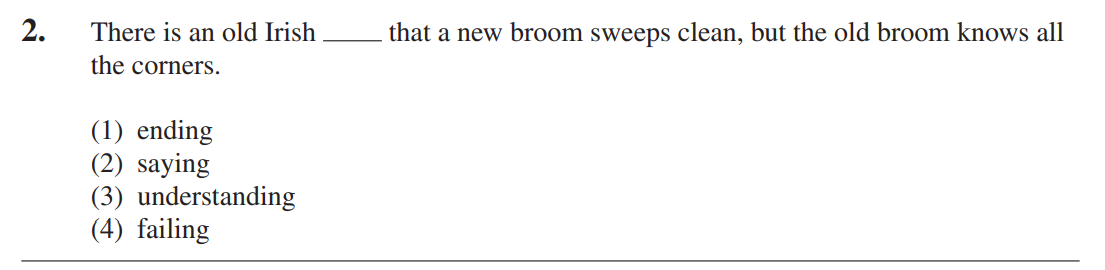 2. There is an old Irish ____ that a new broom sweeps clean, but the old broom knows all
the corners.
(1) ending
(2) saying
(3) understanding
(4) failing